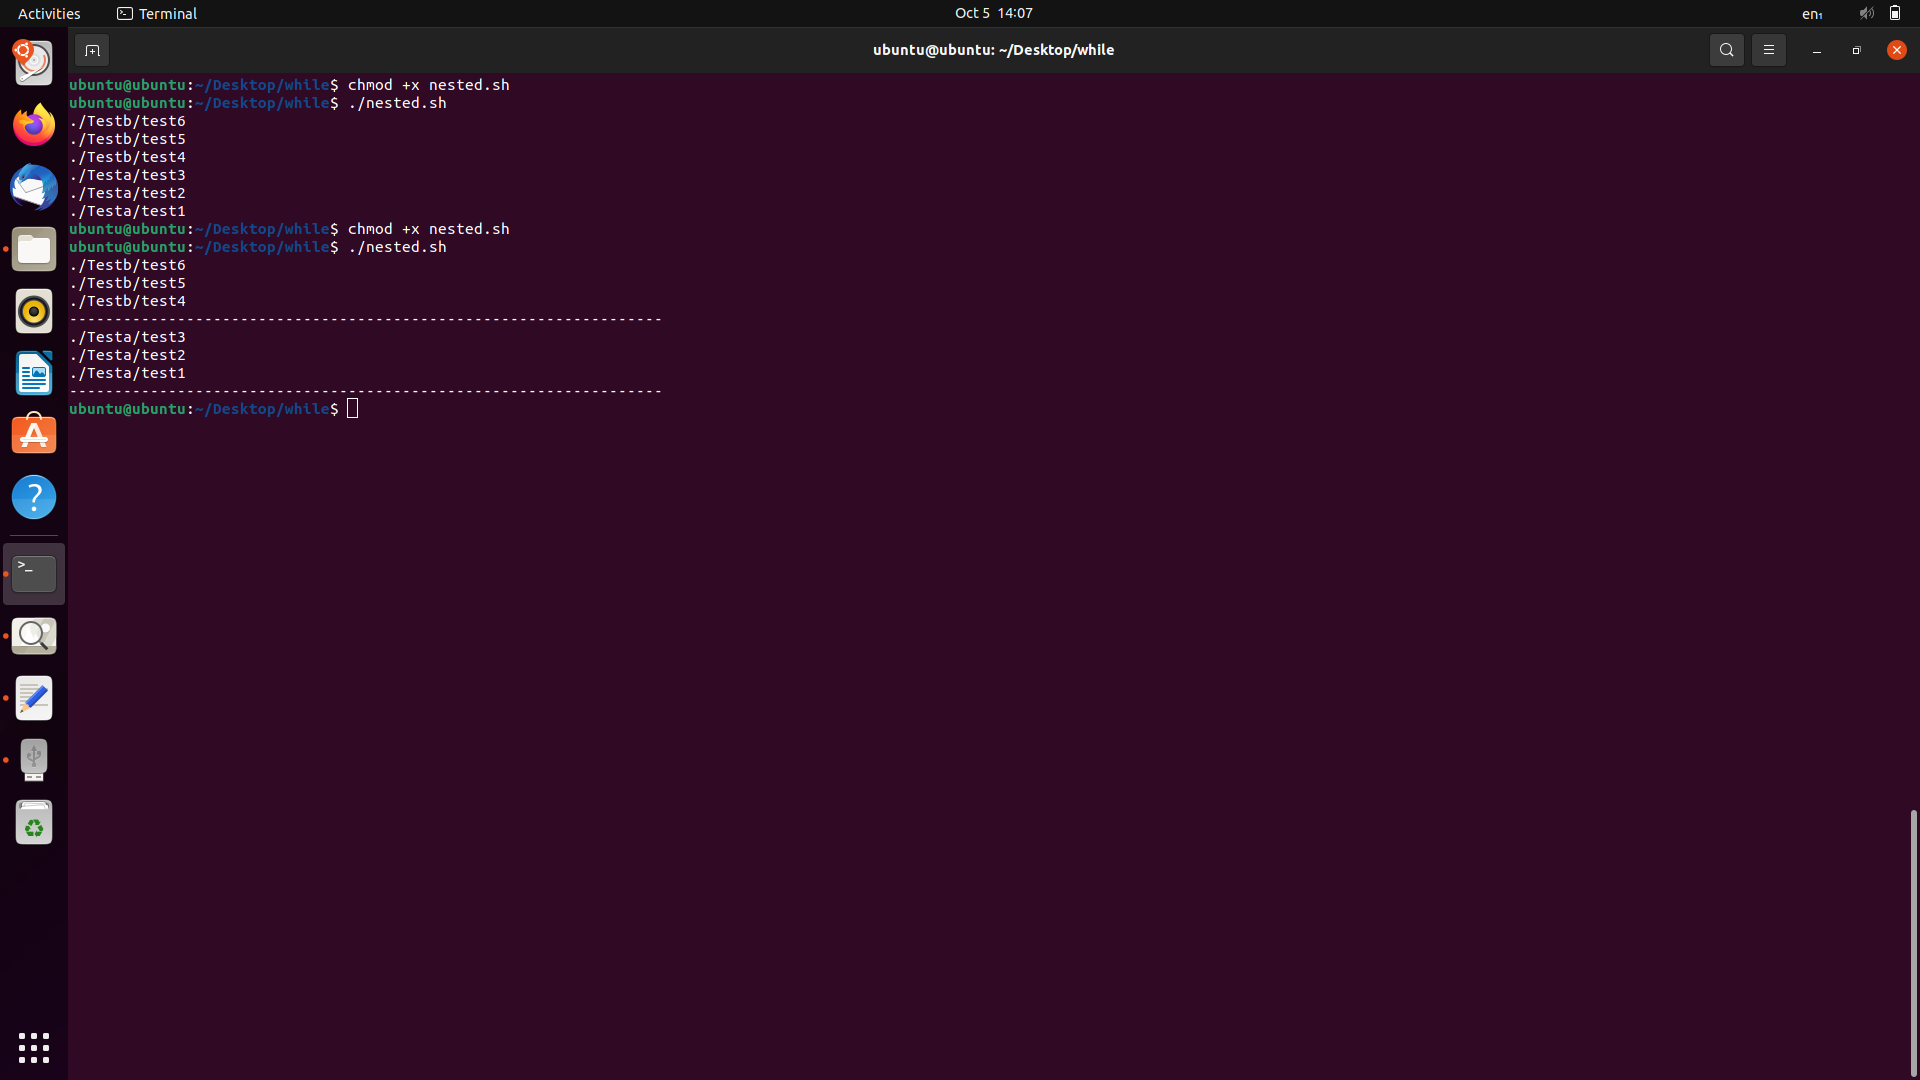 Activities
Terminal
Oct 5 14:07
en₁
ubuntu@ubuntu: ~/Desktop/while
ubuntu@ubuntu:~/Desktop/while$ chmod +x nested.sh
ubuntu@ubuntu:~/Desktop/while$ ./nested.sh
./Testb/test6
./Testb/test5
./Testb/test4
./Testa/test3
./Testa/test2
./Testa/test1
ubuntu@ubuntu:~/Desktop/while$ chmod +x nested.sh
ubuntu@ubuntu:~/Desktop/while$ ./nested.sh
./Testb/test6
./Testb/test5
./Testb/test4
------------------------------------------------------------------
./Testa/test3
./Testa/test2
./Testa/test1
------------------------------------------------------------------
ubuntu@ubuntu:~/Desktop/while$